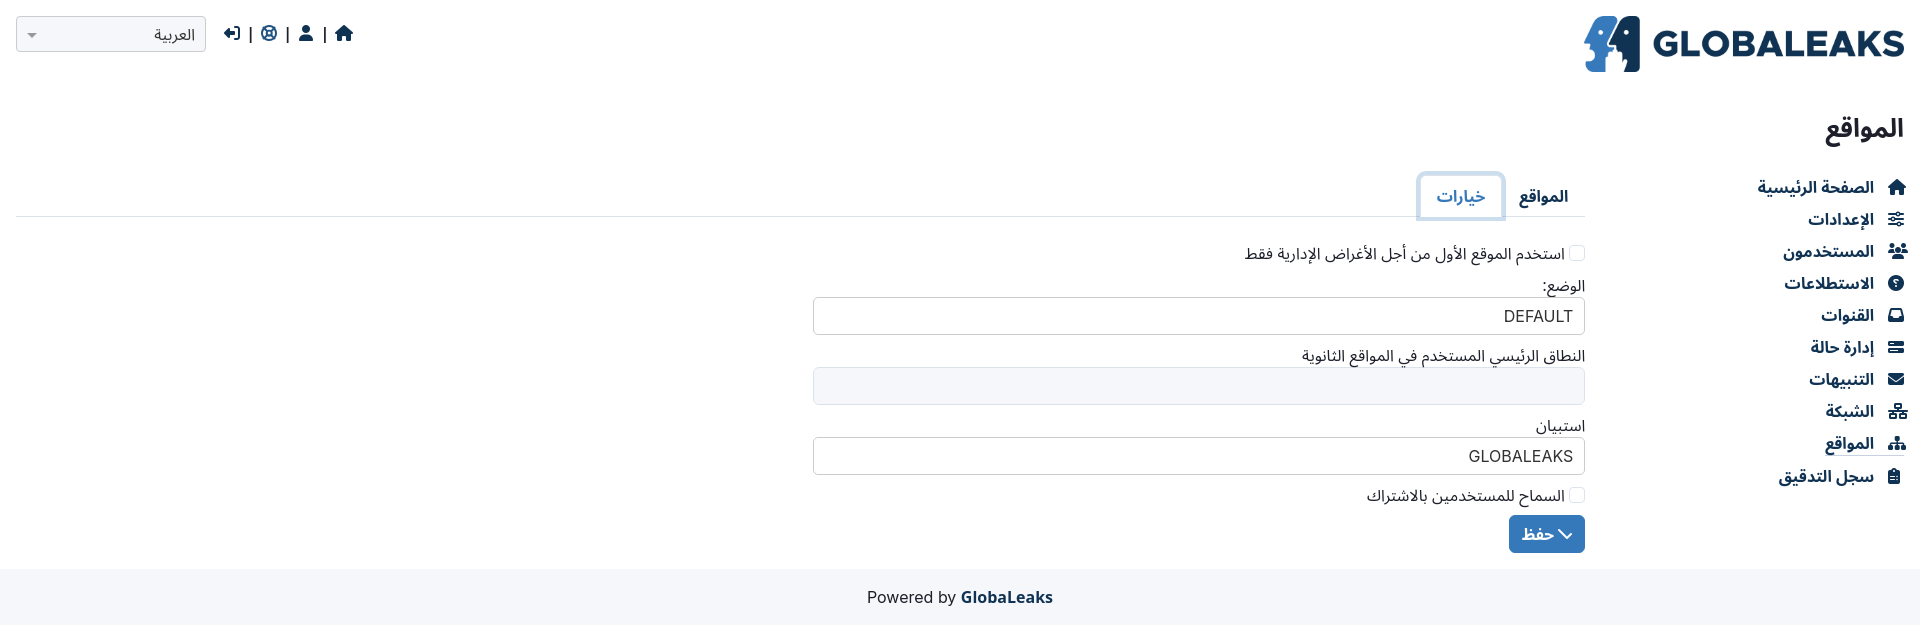 GLOBALEAKS
العربية
المواقع
الصفحة الرئيسية
الإعدادات
المستخدمون
الاستطلاعات
القنوات
إدارة حالة
التنبيهات
الشبكة
المواقع
سجل التدقيق
المواقع
خيارات
استخدم الموقع الأول من أجل الأغراض الإدارية فقط
الوضع:
DEFAULT
النطاق الرئيسي المستخدم في المواقع الثانوية
استبيان
GLOBALEAKS
السماح للمستخدمين بالاشتراك
حفظ
Powered by GlobaLeaks